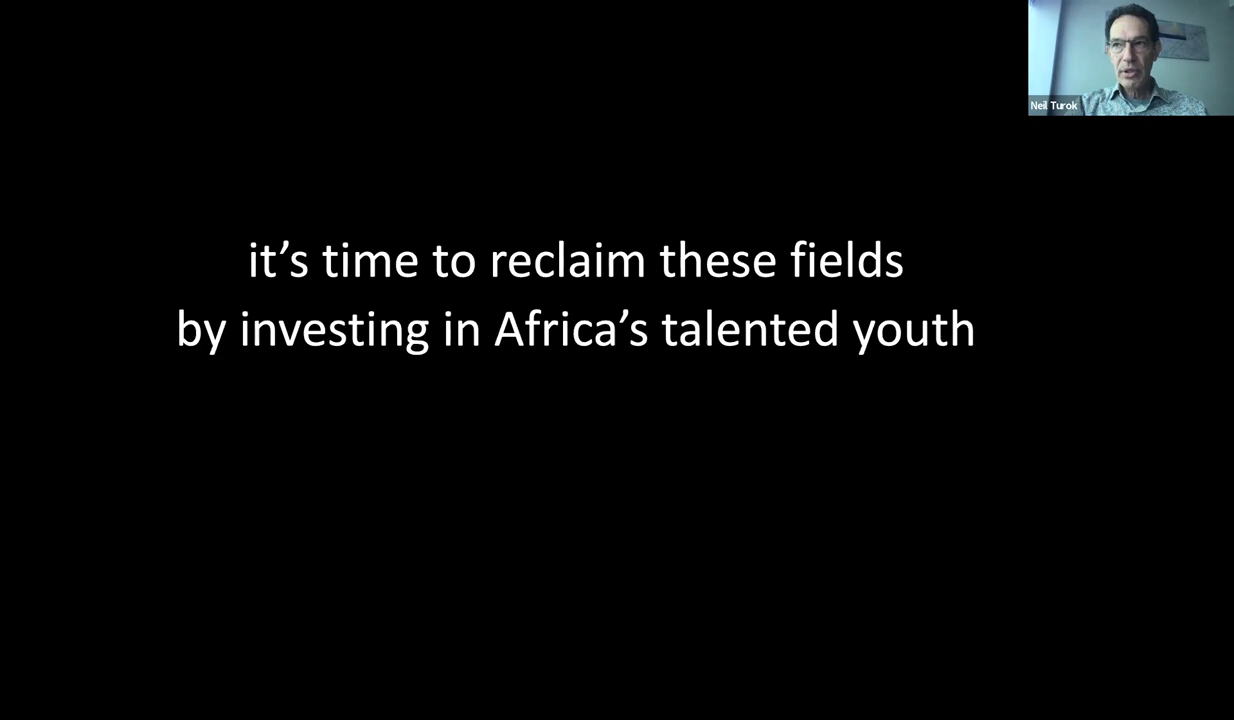 Neil Turok
it’s time to reclaim these fields
by investing in Africa’s talented youth